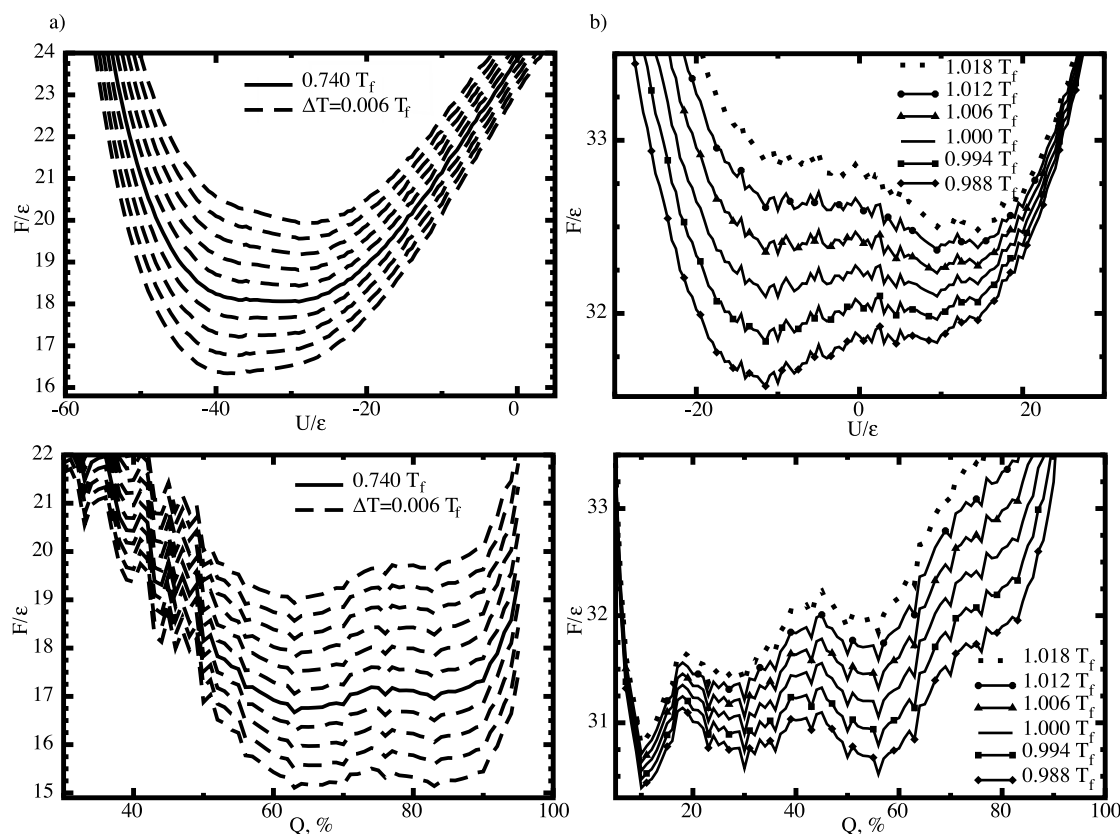 a)
24
23
22
21
20
19
18
17
16
F/ε
-60
-40
-20
0
U/ε
0.740 T_f
ΔT=0.006 T_f
b)
33
32
31
F/ε
-20
0
20
U/ε
1.018 T_f
1.012 T_f
1.006 T_f
1.000 T_f
0.994 T_f
0.988 T_f
22
21
20
19
18
17
16
15
F/ε
40
60
80
100
Q, %
0.740 T_f
ΔT=0.006 T_f
33
32
31
F/ε
20
40
60
80
100
Q, %
1.018 T_f
1.012 T_f
1.006 T_f
1.000 T_f
0.994 T_f
0.988 T_f